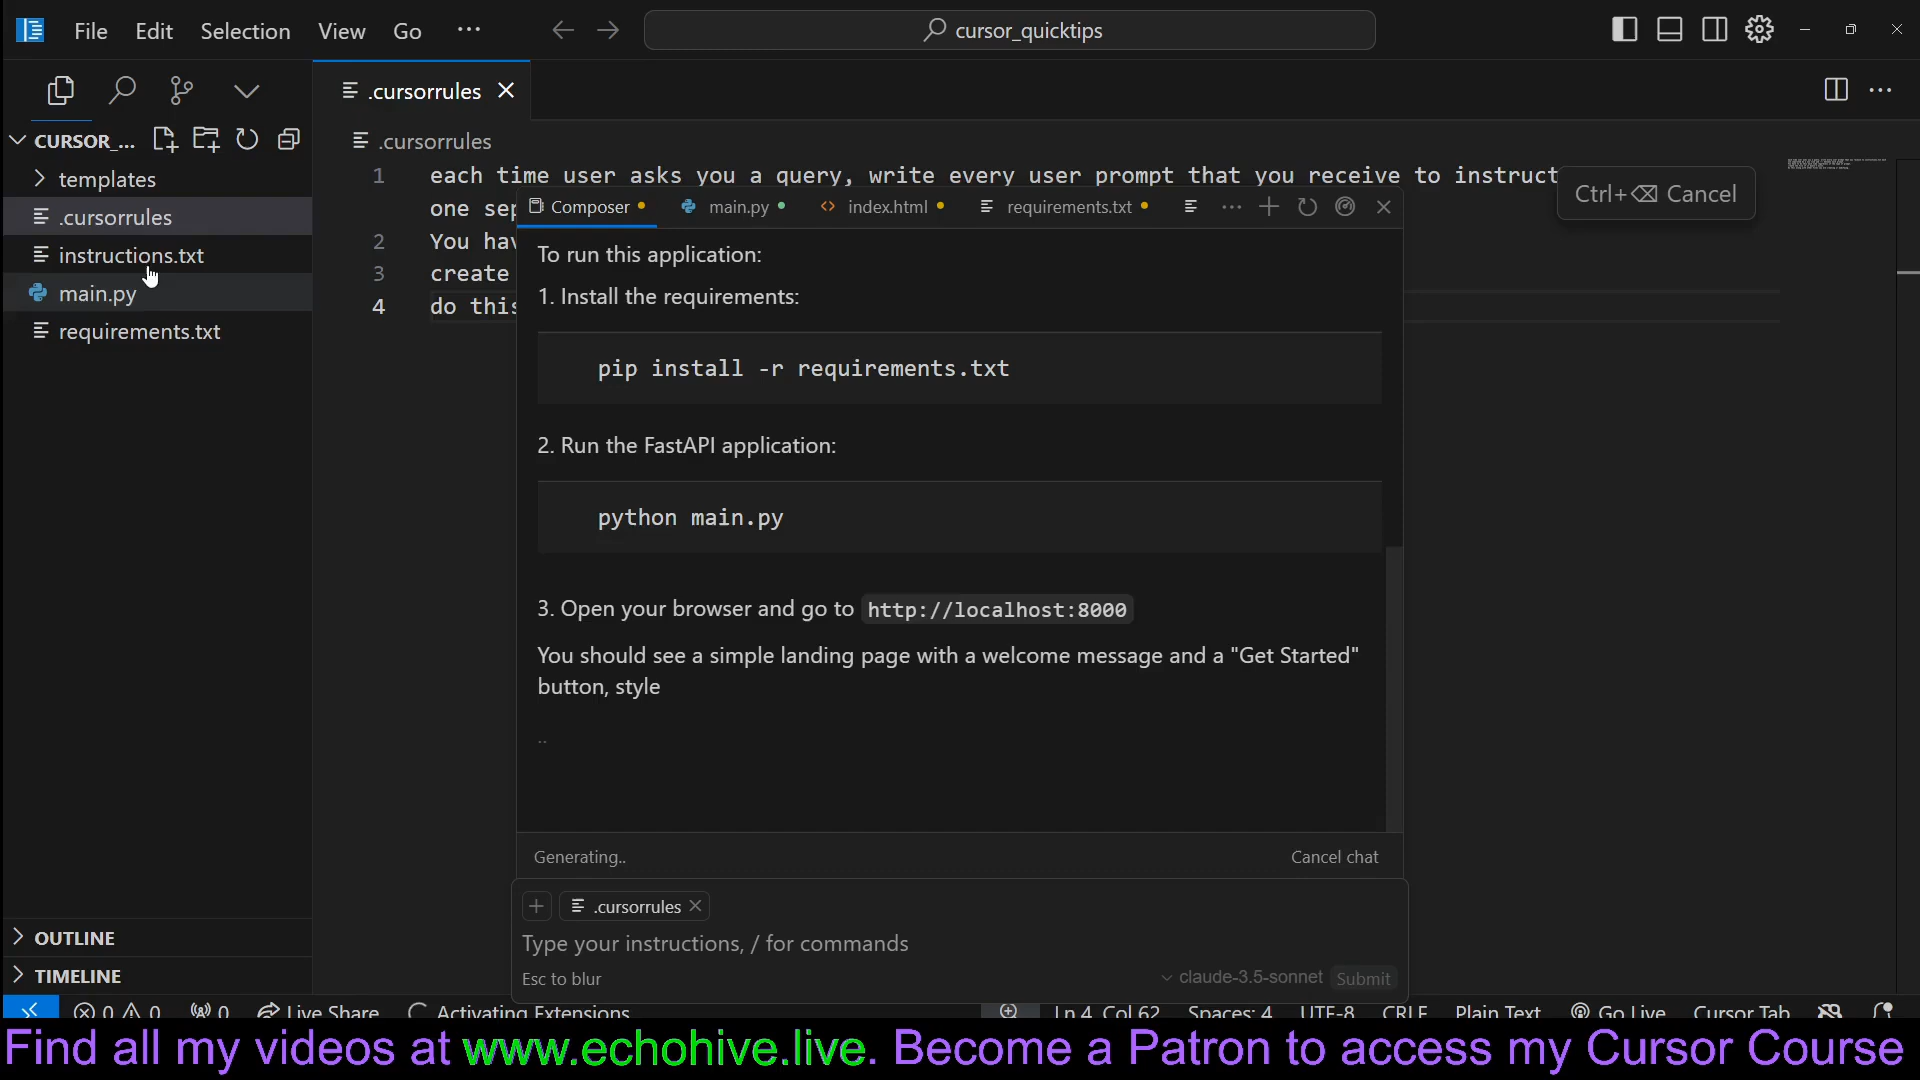 File Edit Selection View Go ··· cursor_quicktips
.cursorrules
CURSOR_...
templates
.cursorrules
instructions.txt
main.py
requirements.txt
.cursorrules
1 each time user asks you a query, write every user prompt that you receive to instruct
one sep
2 You hav
3 create
4 do this
Ctrl+⌫ Cancel
Composer main.py index.html requirements.txt
To run this application:
1. Install the requirements:
pip install -r requirements.txt
2. Run the FastAPI application:
python main.py
3. Open your browser and go to http://localhost:8000
You should see a simple landing page with a welcome message and a "Get Started"
button, style
..
Generating.. Cancel chat
.cursorrules
Type your instructions, / for commands
Esc to blur claude-3.5-sonnet Submit
OUTLINE
TIMELINE
0 0 0 Live Share Activating Extensions Ln 4, Col 62 Spaces: 4 UTF-8 CRLF Plain Text Go Live Cursor Tab
Find all my videos at www.echohive.live. Become a Patron to access my Cursor Course